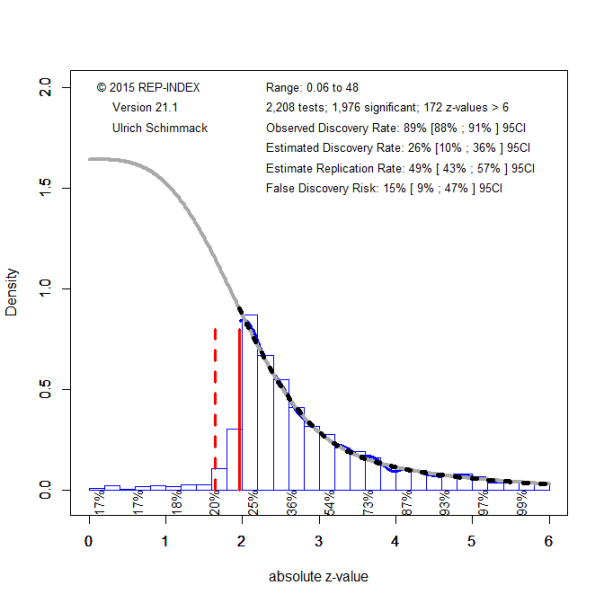 © 2015 REP-INDEX
Version 21.1
Ulrich Schimmack
Range: 0.06 to 48
2,208 tests; 1,976 significant; 172 z-values > 6
Observed Discovery Rate: 89% [88% ; 91% ] 95CI
Estimated Discovery Rate: 26% [10% ; 36% ] 95CI
Estimate Replication Rate: 49% [ 43% ; 57% ] 95CI
False Discovery Risk: 15% [ 9% ; 47% ] 95CI
Density
2.0
1.5
1.0
0.5
0.0
17% 17% 18% 20% 25% 36% 54% 73% 87% 93% 97% 99%
0 1 2 3 4 5 6
absolute z-value